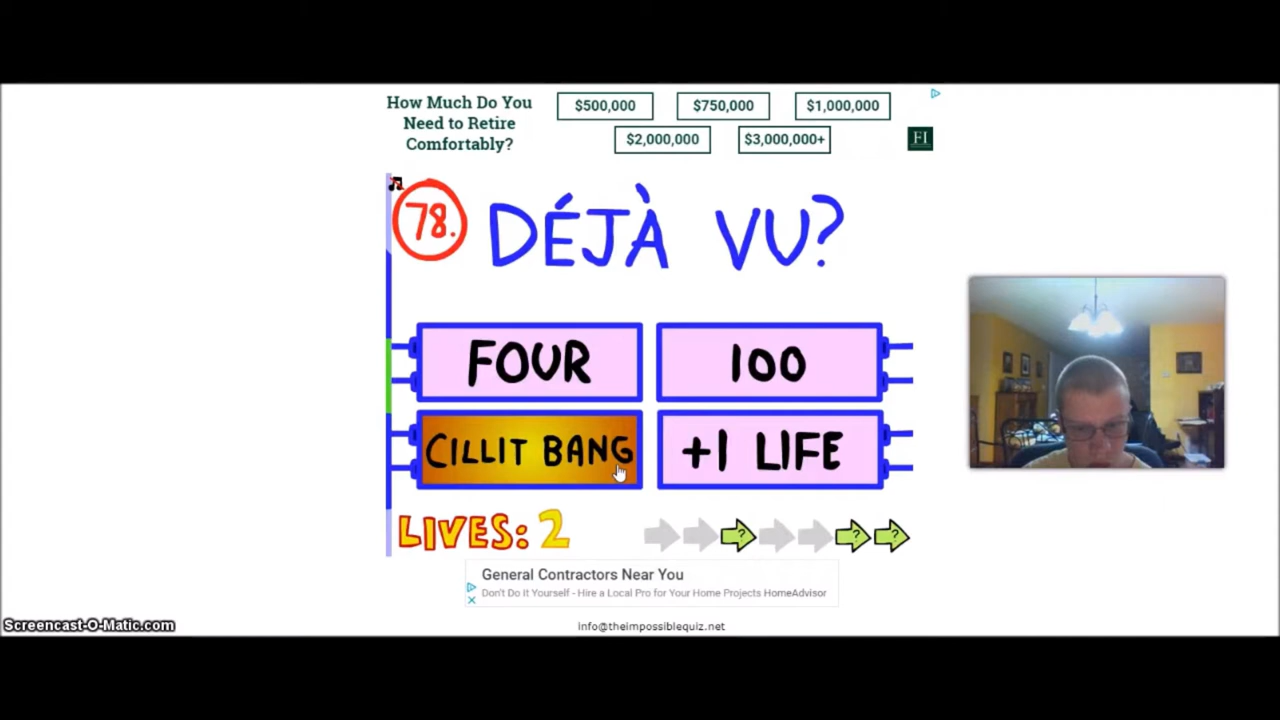 How Much Do You
Need to Retire
Comfortably?
$500,000 $750,000 $1,000,000
$2,000,000 $3,000,000+
FI
78. DÉJÀ VU?
FOUR 100
CILLIT BANG +1 LIFE
LIVES: 2 ? ? ?
General Contractors Near You
Don't Do It Yourself - Hire a Local Pro for Your Home Projects HomeAdvisor
info@theimpossiblequiz.net
Screencast-O-Matic.com